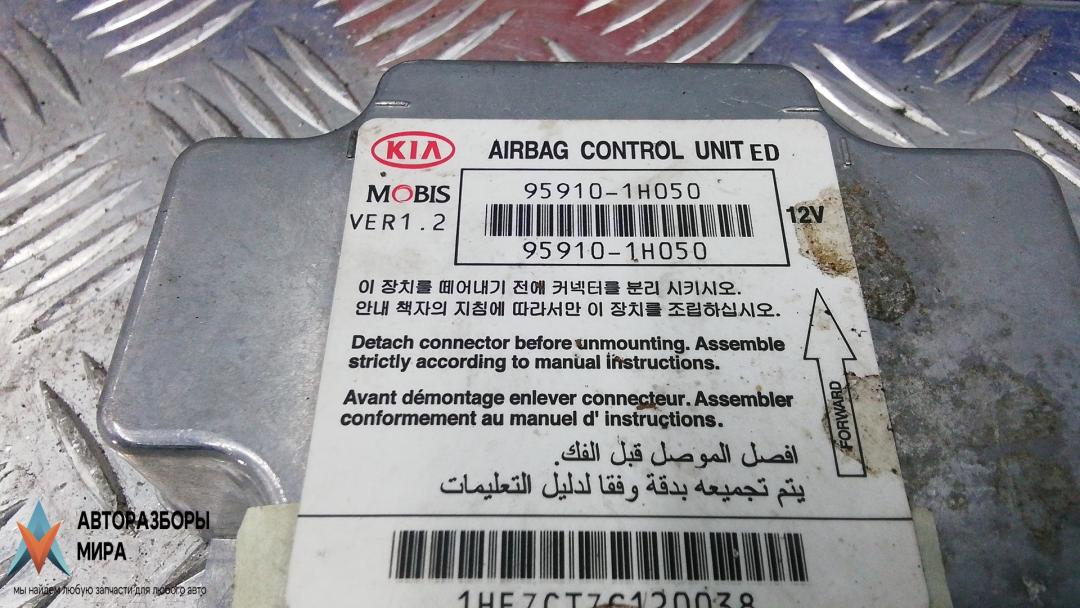 KIA AIRBAG CONTROL UNIT ED
MOBIS
VER1.2
95910-1H050
95910-1H050
12V
이 장치를 떼어내기 전에 커넥터를 분리 시키시오.
안내 책자의 지침에 따라서만 이 장치를 조립하십시오.
Detach connector before unmounting. Assemble
strictly according to manual instructions.
Avant démontage enlever connecteur. Assembler
conformement au manuel d' instructions.
افصل الموصل قبل الفك.
يتم تجميعه بدقة وفقا لدليل التعليمات
FORWARD
АВТОРАЗБОРЫ
МИРА
мы найдем любую запчасти для любого авто